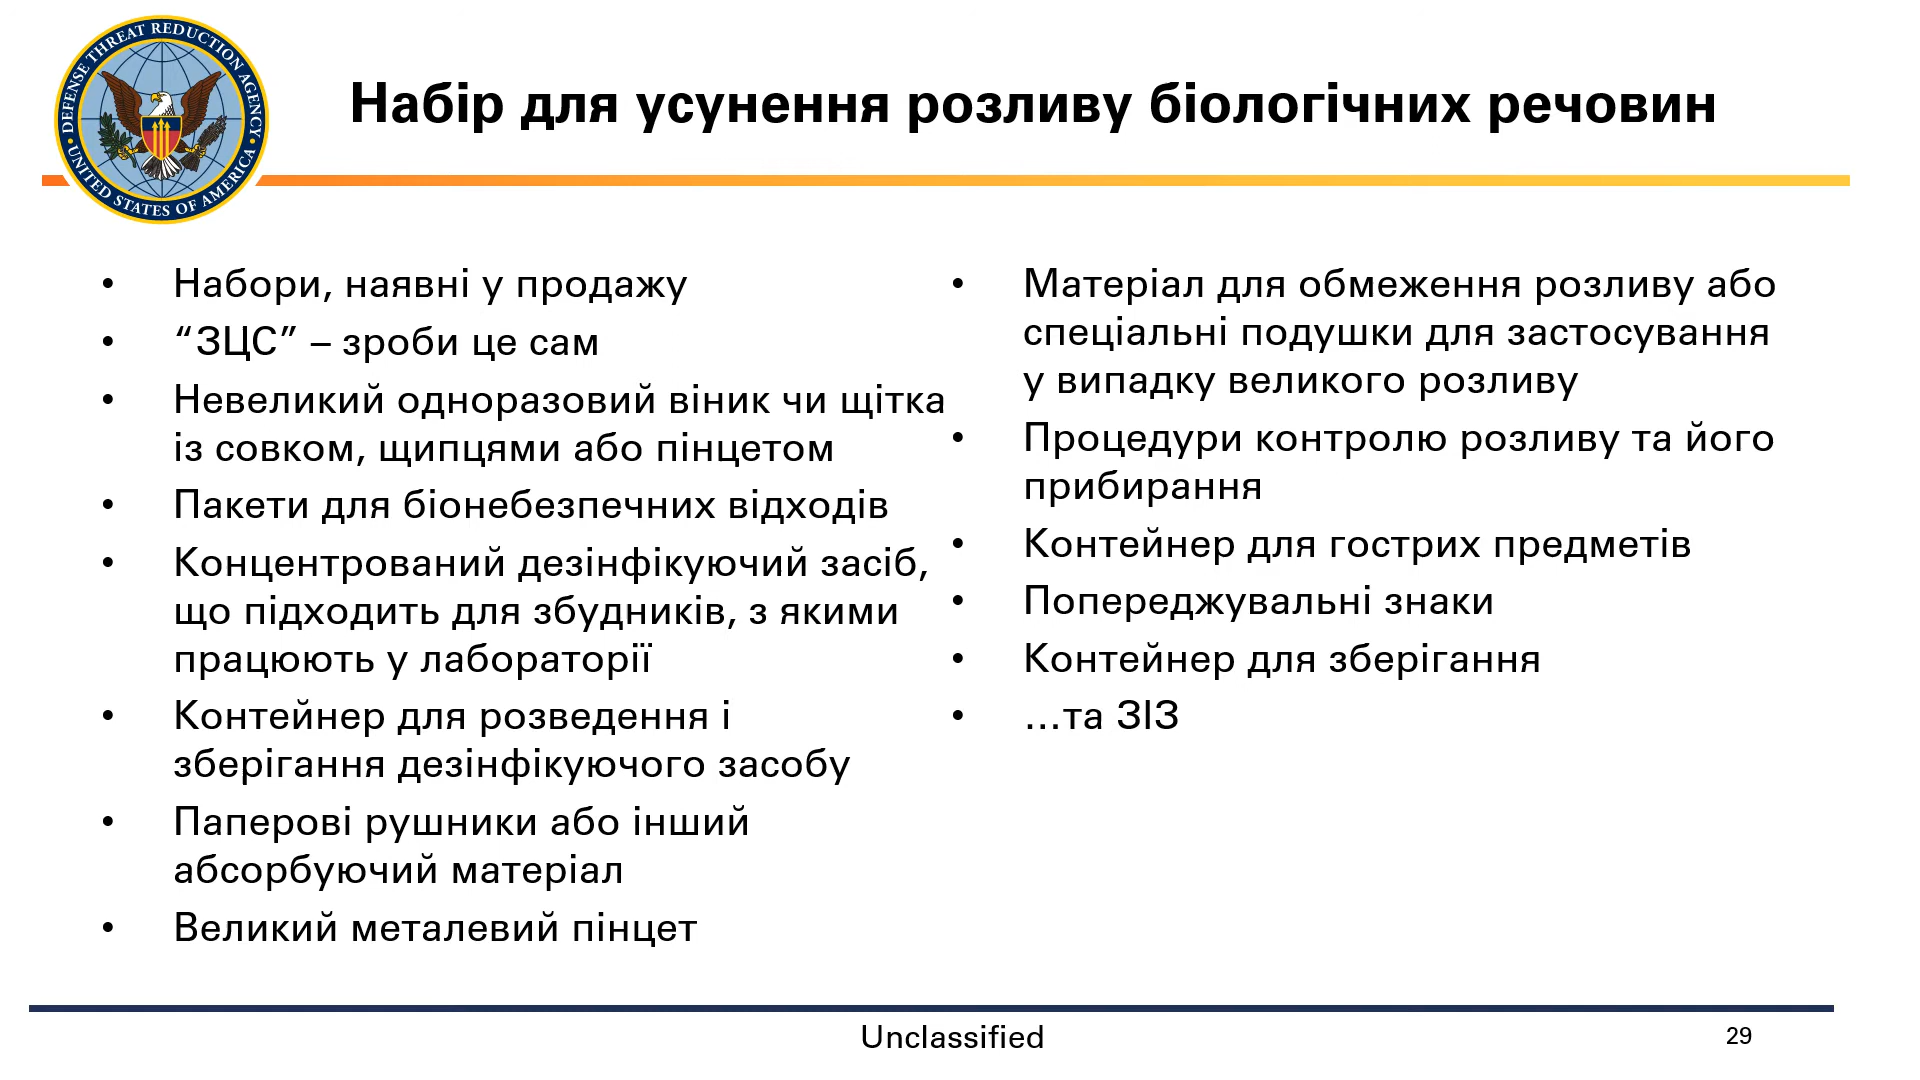 DEFENSE THREAT REDUCTION AGENCY
UNITED STATES OF AMERICA
Набір для усунення розливу біологічних речовин
• Набори, наявні у продажу
• “ЗЦС” – зроби це сам
• Невеликий одноразовий віник чи щітка
із совком, щипцями або пінцетом
• Пакети для біонебезпечних відходів
• Концентрований дезінфікуючий засіб,
що підходить для збудників, з якими
працюють у лабораторії
• Контейнер для розведення і
зберігання дезінфікуючого засобу
• Паперові рушники або інший
абсорбуючий матеріал
• Великий металевий пінцет
• Матеріал для обмеження розливу або
спеціальні подушки для застосування
у випадку великого розливу
• Процедури контролю розливу та його
прибирання
• Контейнер для гострих предметів
• Попереджувальні знаки
• Контейнер для зберігання
• …та ЗІЗ
Unclassified
29